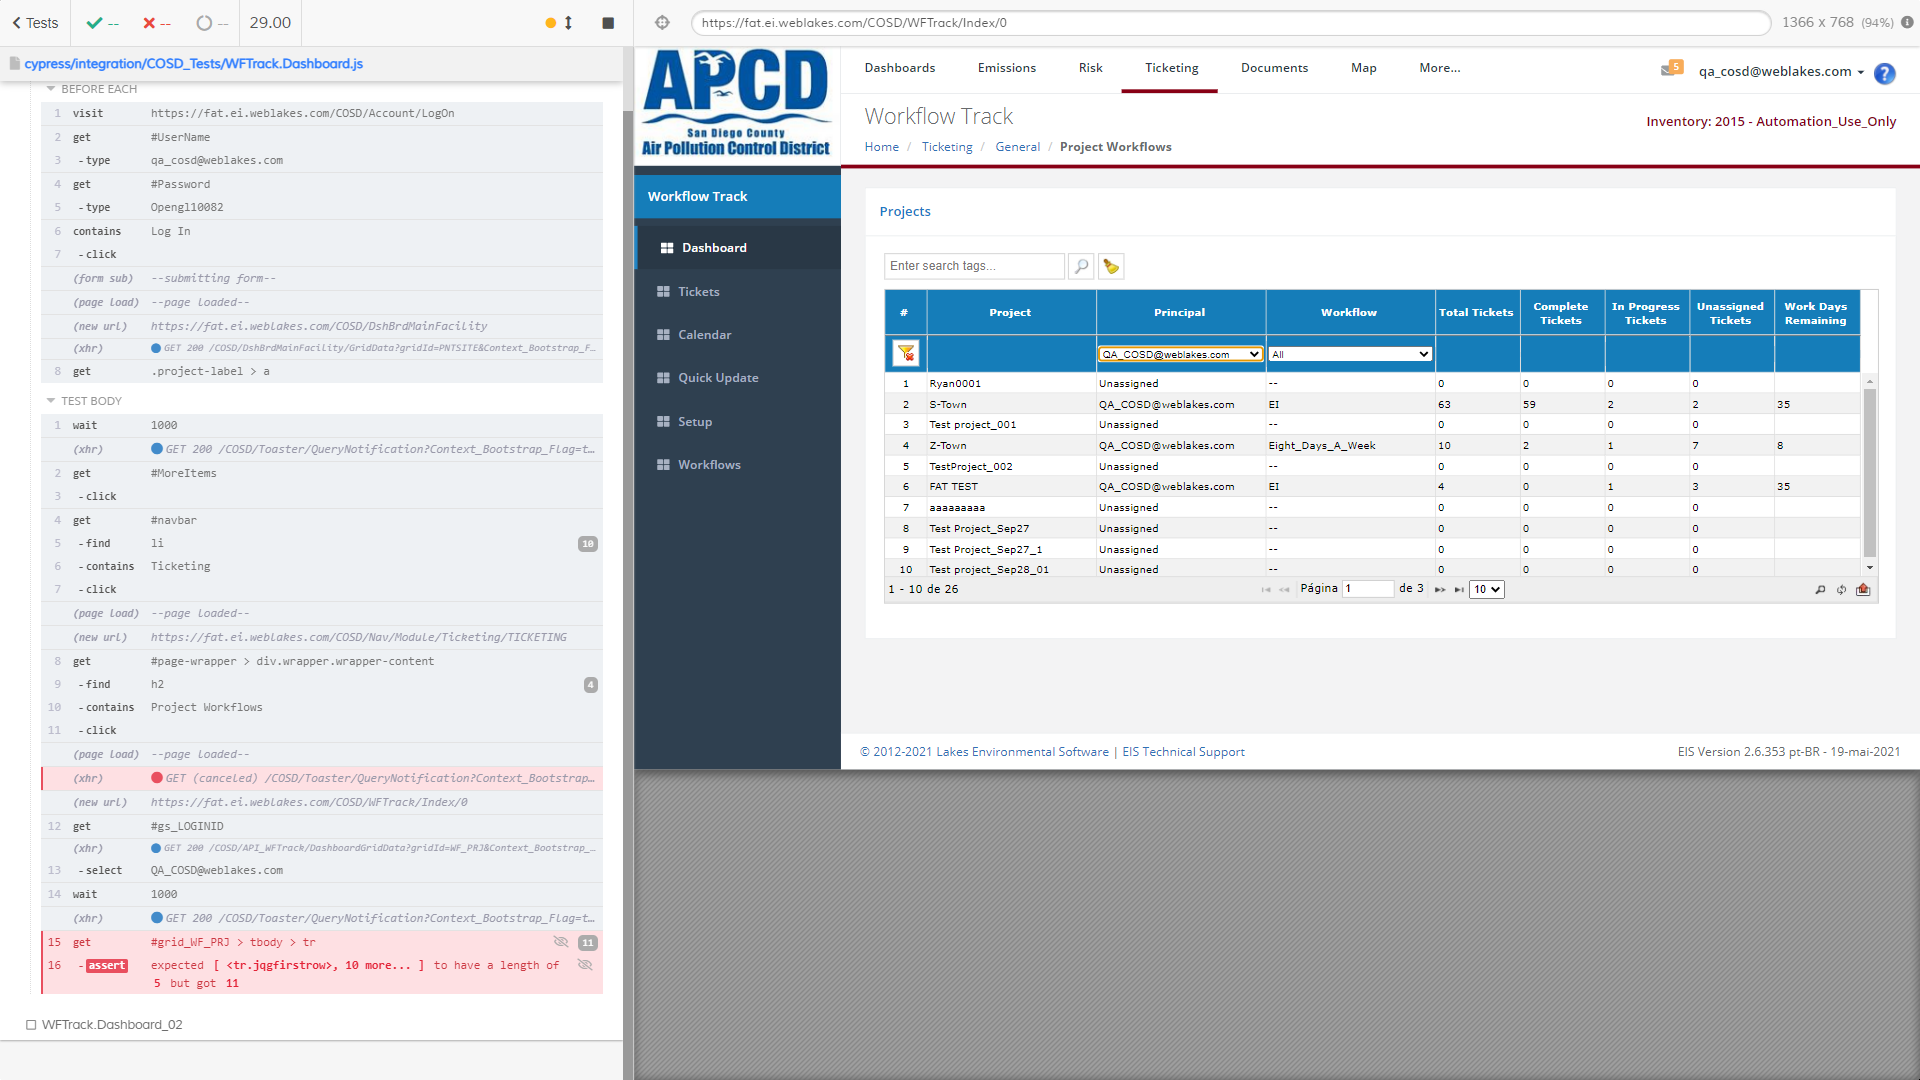 Tests
--
--
--
29.00
https://fat.ei.weblakes.com/COSD/WFTrack/Index/0
1366 x 768 (94%)
cypress/integration/COSD_Tests/WFTrack.Dashboard.js
BEFORE EACH
1 visit https://fat.ei.weblakes.com/COSD/Account/LogOn
2 get #UserName
3 -type qa_cosd@weblakes.com
4 get #Password
5 -type Opengl10082
6 contains Log In
7 -click
(form sub) --submitting form--
(page load) --page loaded--
(new url) https://fat.ei.weblakes.com/COSD/DshBrdMainFacility
(xhr) GET 200 /COSD/DshBrdMainFacility/GridData?gridId=PNTSITE&Context_Bootstrap_F...
8 get .project-label > a
TEST BODY
1 wait 1000
(xhr) GET 200 /COSD/Toaster/QueryNotification?Context_Bootstrap_Flag=t...
2 get #MoreItems
3 -click
4 get #navbar
5 -find li 10
6 -contains Ticketing
7 -click
(page load) --page loaded--
(new url) https://fat.ei.weblakes.com/COSD/Nav/Module/Ticketing/TICKETING
8 get #page-wrapper > div.wrapper.wrapper-content
9 -find h2 4
10 -contains Project Workflows
11 -click
(page load) --page loaded--
(xhr) GET (canceled) /COSD/Toaster/QueryNotification?Context_Bootstrap...
(new url) https://fat.ei.weblakes.com/COSD/WFTrack/Index/0
12 get #gs_LOGINID
(xhr) GET 200 /COSD/API_WFTrack/DashboardGridData?gridId=WF_PRJ&Context_Bootstrap_...
13 -select QA_COSD@weblakes.com
14 wait 1000
(xhr) GET 200 /COSD/Toaster/QueryNotification?Context_Bootstrap_Flag=t...
15 get #grid_WF_PRJ > tbody > tr 11
16 -assert expected [ <tr.jqgfirstrow>, 10 more... ] to have a length of
5 but got 11
WFTrack.Dashboard_02
APCD
San Diego County
Air Pollution Control District
Dashboards Emissions Risk Ticketing Documents Map More...
5 qa_cosd@weblakes.com ?
Workflow Track
Inventory: 2015 - Automation_Use_Only
Home / Ticketing / General / Project Workflows
Workflow Track
Dashboard
Tickets
Calendar
Quick Update
Setup
Workflows
Projects
Enter search tags...
# Project Principal Workflow Total Tickets Complete Tickets In Progress Tickets Unassigned Tickets Work Days Remaining
QA_COSD@weblakes.com All
1 Ryan0001 Unassigned -- 0 0 0 0
2 S-Town QA_COSD@weblakes.com EI 63 59 2 2 35
3 Test project_001 Unassigned -- 0 0 0 0
4 Z-Town QA_COSD@weblakes.com Eight_Days_A_Week 10 2 1 7 8
5 TestProject_002 Unassigned -- 0 0 0 0
6 FAT TEST QA_COSD@weblakes.com EI 4 0 1 3 35
7 aaaaaaaaa Unassigned -- 0 0 0 0
8 Test Project_Sep27 Unassigned -- 0 0 0 0
9 Test Project_Sep27_1 Unassigned -- 0 0 0 0
10 Test project_Sep28_01 Unassigned -- 0 0 0 0
1 - 10 de 26 Página 1 de 3 10
© 2012-2021 Lakes Environmental Software | EIS Technical Support
EIS Version 2.6.353 pt-BR - 19-mai-2021